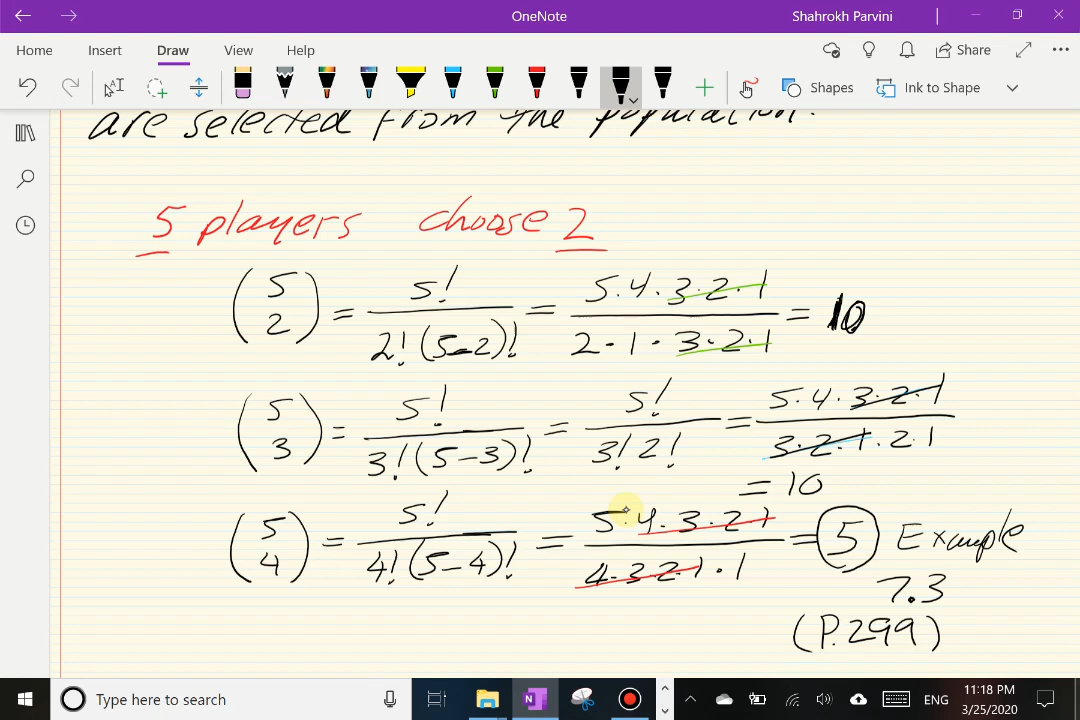 OneNote
Shahrokh Parvini
Home Insert Draw View Help
Share
Shapes
Ink to Shape
are selected from the population.
5 players choose 2
(5 2) = 5! / 2! (5-2)! = 5·4·3·2·1 / 2·1·3·2·1 = 10
(5 3) = 5! / 3! (5-3)! = 5! / 3! 2! = 5·4·3·2·1 / 3·2·1·2·1
= 10
(5 4) = 5! / 4! (5-4)! = 5·4·3·2·1 / 4·3·2·1·1 = 5 Example
7.3
(P.299)
Type here to search
ENG
11:18 PM
3/25/2020